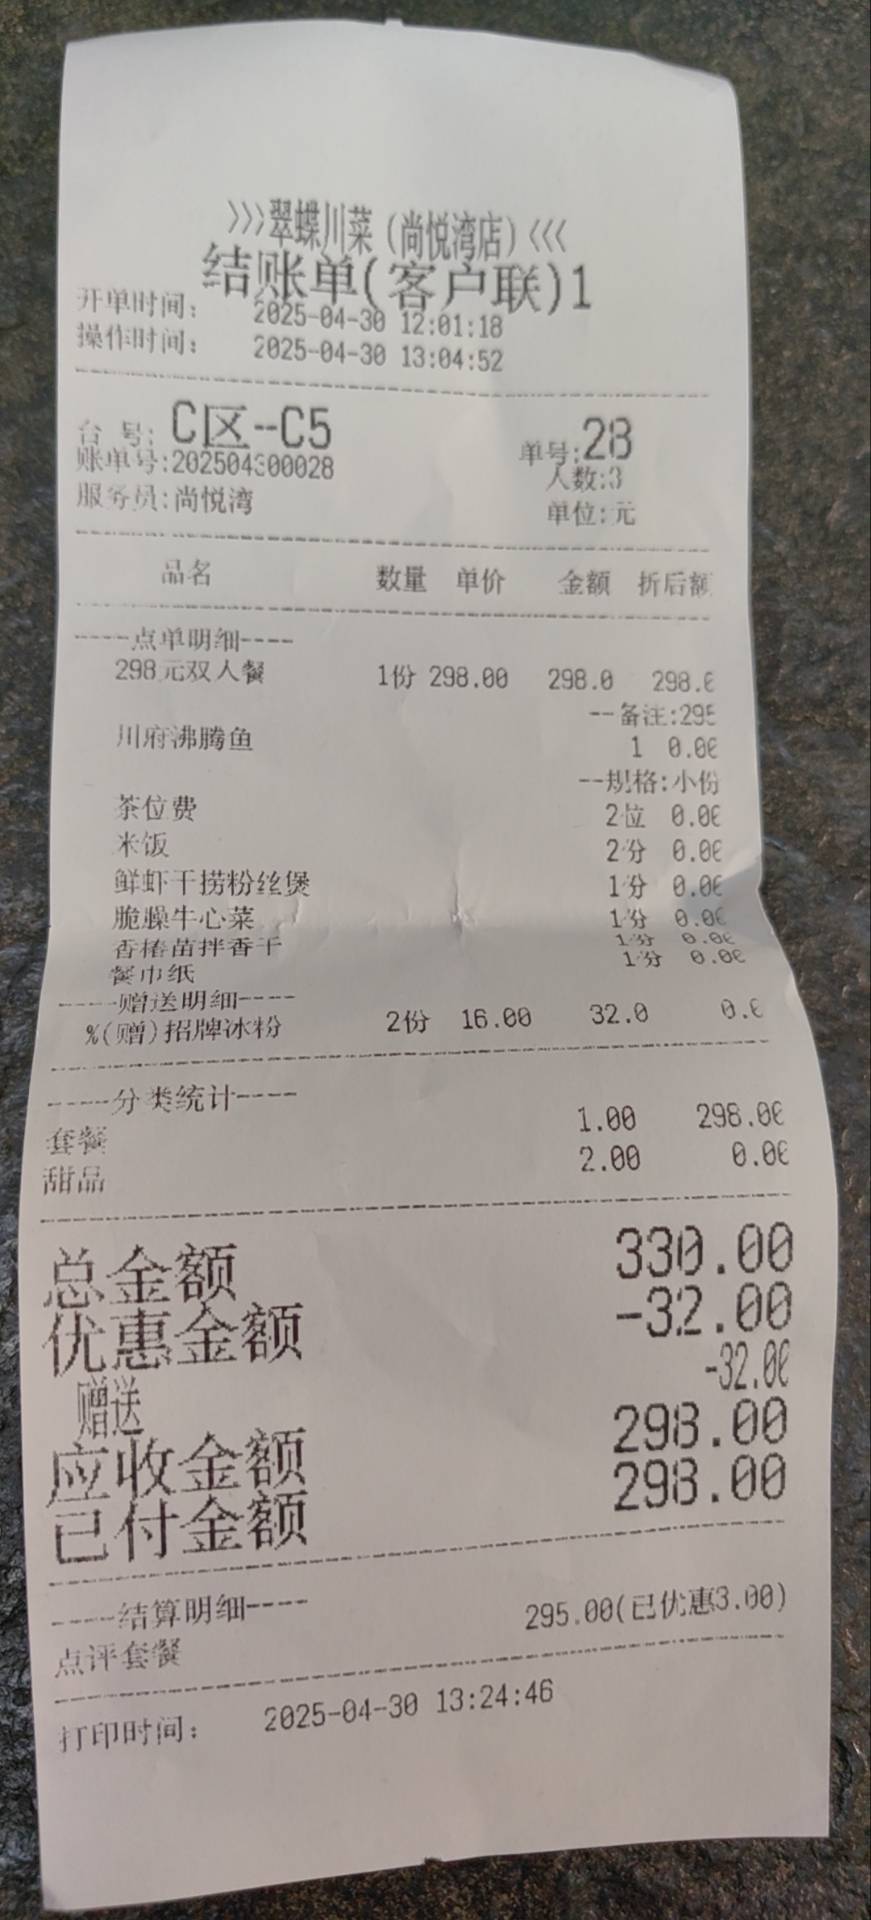 >>>翠蝶川菜(尚悦湾店)<<<
结账单(客户联)1
开单时间: 2025-04-30 12:01:18
操作时间: 2025-04-30 13:04:52
台 号: C区--C5 单号:28
账单号:202504300028 人数:3
服务员:尚悦湾 单位:元
品名 数量 单价 金额 折后额
-----点单明细----
298元双人餐 1份 298.00 298.0 298.0
--备注:295
川府沸腾鱼 1 0.00
--规格:小份
茶位费 2位 0.00
米饭 2分 0.00
鲜虾干捞粉丝煲 1分 0.00
脆臊牛心菜 1分 0.00
香椿苗拌香干 1分 0.00
餐巾纸 1分 0.00
-----赠送明细----
%(赠)招牌冰粉 2份 16.00 32.0 0.0
-----分类统计----
套餐 1.00 298.00
甜品 2.00 0.00
总金额 330.00
优惠金额 -32.00
赠送 -32.00
应收金额 298.00
已付金额 298.00
-----结算明细----
点评套餐 295.00(已优惠3.00)
打印时间: 2025-04-30 13:24:46